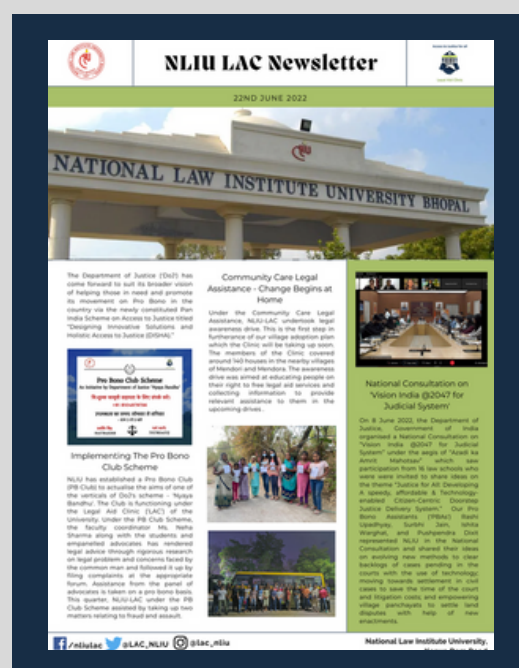 NLIU LAC Newsletter
22ND JUNE 2022
NATIONAL LAW INSTITUTE UNIVERSITY BHOPAL
The Department of Justice ('DoJ') has
come forward to suit its broader vision
of helping those in need and promote
its movement on Pro Bono in the
country via the newly constituted Pan
India Scheme on Access to Justice titled
"Designing Innovative Solutions and
Holistic Access to Justice (DISHA)."
Pro Bono Club Scheme
An Initiative by Department of Justice "Nyaya Bandhu"
Implementing The Pro Bono
Club Scheme
NLIU has established a Pro Bono Club
(PB Club) to actualise the aims of one of
the verticals of DoJ's scheme - 'Nyaya
Bandhu'. The Club is functioning under
the Legal Aid Clinic ('LAC') of the
University. Under the PB Club Scheme,
the faculty coordinator Ms. Neha
Sharma along with the students and
empanelled advocates has rendered
legal advice through rigorous research
on legal problem and concerns faced by
the common man and followed it up by
filing complaints at the appropriate
forum. Assistance from the panel of
advocates is taken on a pro bono basis.
This quarter, NLIU-LAC under the PB
Club Scheme assisted by taking up two
matters relating to fraud and assault.
Community Care Legal
Assistance - Change Begins at
Home
Under the Community Care Legal
Assistance, NLIU-LAC undertook legal
awareness drive. This is the first step in
furtherance of our village adoption plan
which the Clinic will be taking up soon.
The members of the Clinic covered
around 140 houses in the nearby villages
of Mendori and Mendora. The awareness
drive was aimed at educating people on
their right to free legal aid services and
collecting information to provide
relevant assistance to them in the
upcoming drives .
National Consultation on
'Vision India @2047 for
Judicial System'
On 8 June 2022, the Department of
Justice, Government of India
organised a National Consultation on
"Vision India @2047 for Judicial
System" under the aegis of "Azadi ka
Amrit Mahotsav" which saw
participation from 16 law schools who
were were invited to share ideas on
the theme "Justice for All: Developing
A speedy, affordable & Technology-
enabled Citizen-Centric Doorstep
Justice Delivery System." Our Pro
Bono Assistants ('PBAs') Rashi
Upadhyay, Surbhi Jain, Ishita
Warghat, and Pushpendra Dixit
represented NLIU in the National
Consultation and shared their ideas
on evolving new methods to clear
backlogs of cases pending in the
courts with the use of technology;
moving towards settlement in civil
cases to save the time of the court
and litigation costs; and empowering
village panchayats to settle land
disputes with help of new
enactments.
/nliulac @LAC_NLIU @lac_nliu
National Law Institute University,